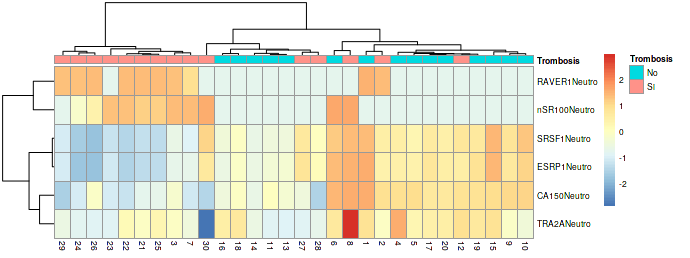 Trombosis
Trombosis
No
SI
RAVER1Neutro
nSR100Neutro
SRSF1Neutro
ESRP1Neutro
CA150Neutro
TRA2ANeutro
2
1
0
-1
-2
29 24 26 23 22 21 25 3 7 30 16 18 14 11 13 27 28 6 8 1 2 4 5 17 20 12 19 15 9 10